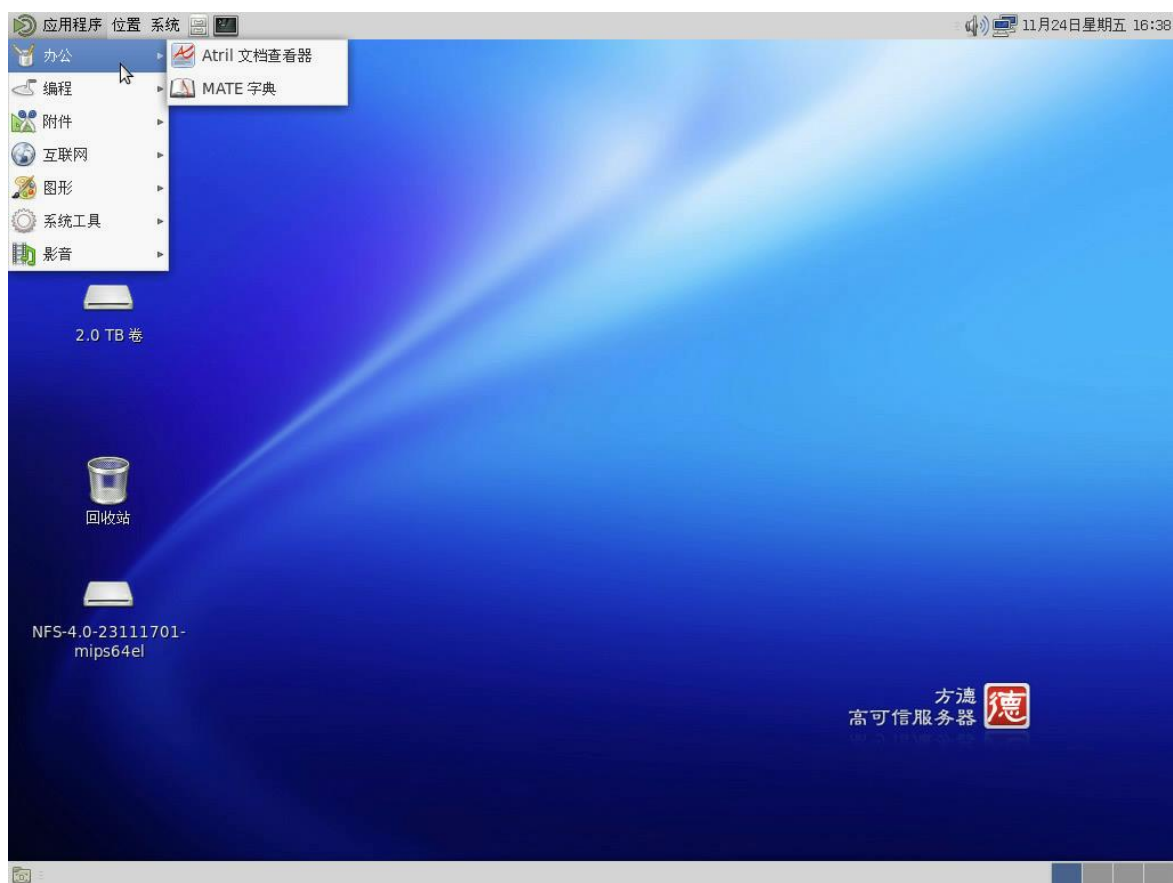 应用程序 位置 系统
11月24日星期五 16:38
办公
Atril 文档查看器
编程
MATE 字典
附件
互联网
图形
系统工具
影音
2.0 TB 卷
回收站
NFS-4.0-23111701-
mips64el
方德
高可信服务器
德